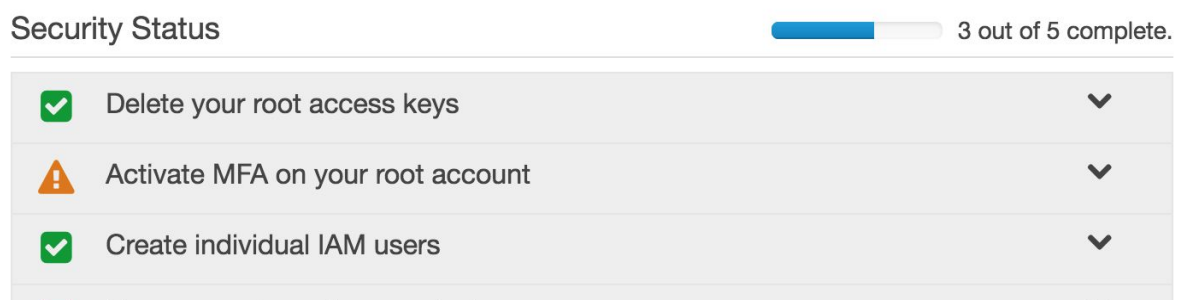 Security Status
3 out of 5 complete.
Delete your root access keys
Activate MFA on your root account
Create individual IAM users